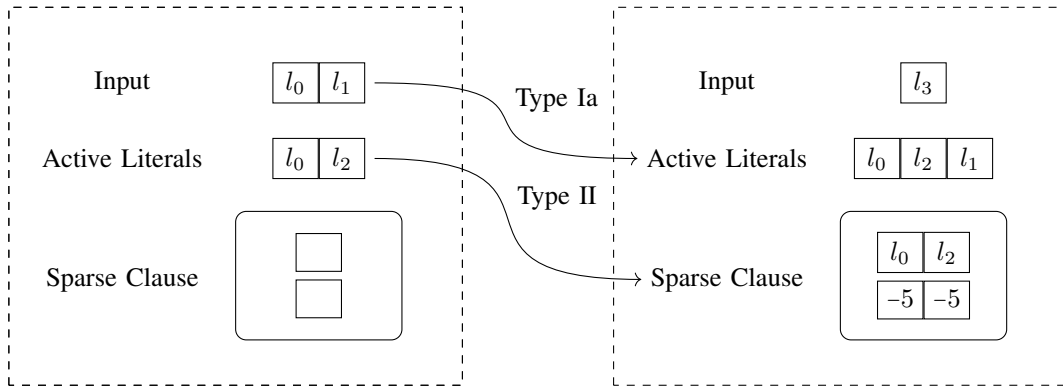 Input l₀ l₁ Type Ia Input l₃
Active Literals l₀ l₂ Active Literals l₀ l₂ l₁
Type II
Sparse Clause Sparse Clause l₀ l₂
–5 –5